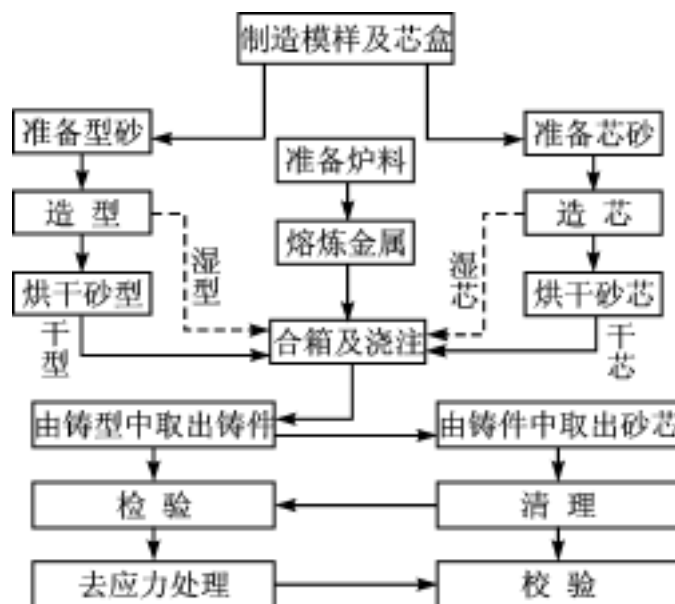 制造模样及芯盒
准备型砂
准备炉料
准备芯砂
造型
熔炼金属
造芯
湿型
湿芯
烘干砂型
烘干砂芯
干型
合箱及浇注
干芯
由铸型中取出铸件
由铸件中取出砂芯
检验
清理
去应力处理
校验